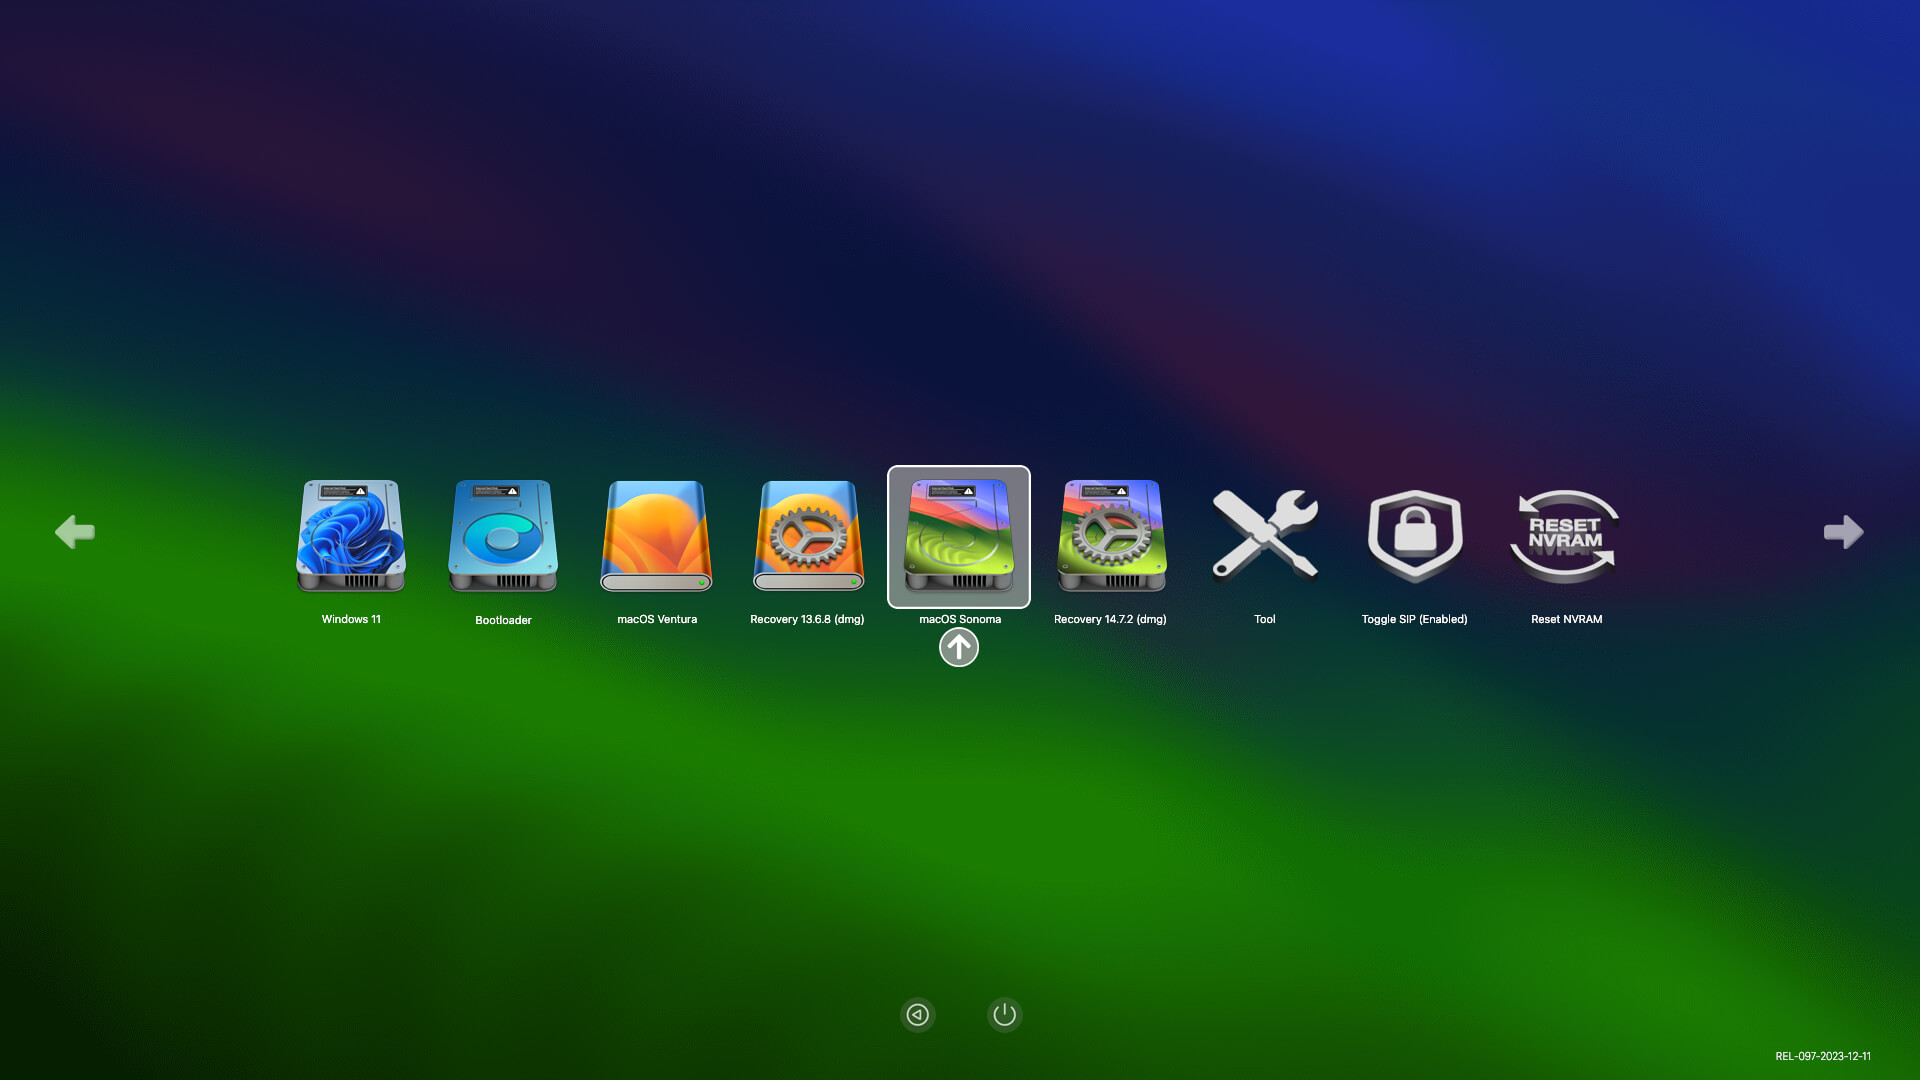 RESET
NVRAM
Windows 11
Bootloader
macOS Ventura
Recovery 13.6.8 (dmg)
macOS Sonoma
Recovery 14.7.2 (dmg)
Tool
Toggle SIP (Enabled)
Reset NVRAM
REL-097-2023-12-11